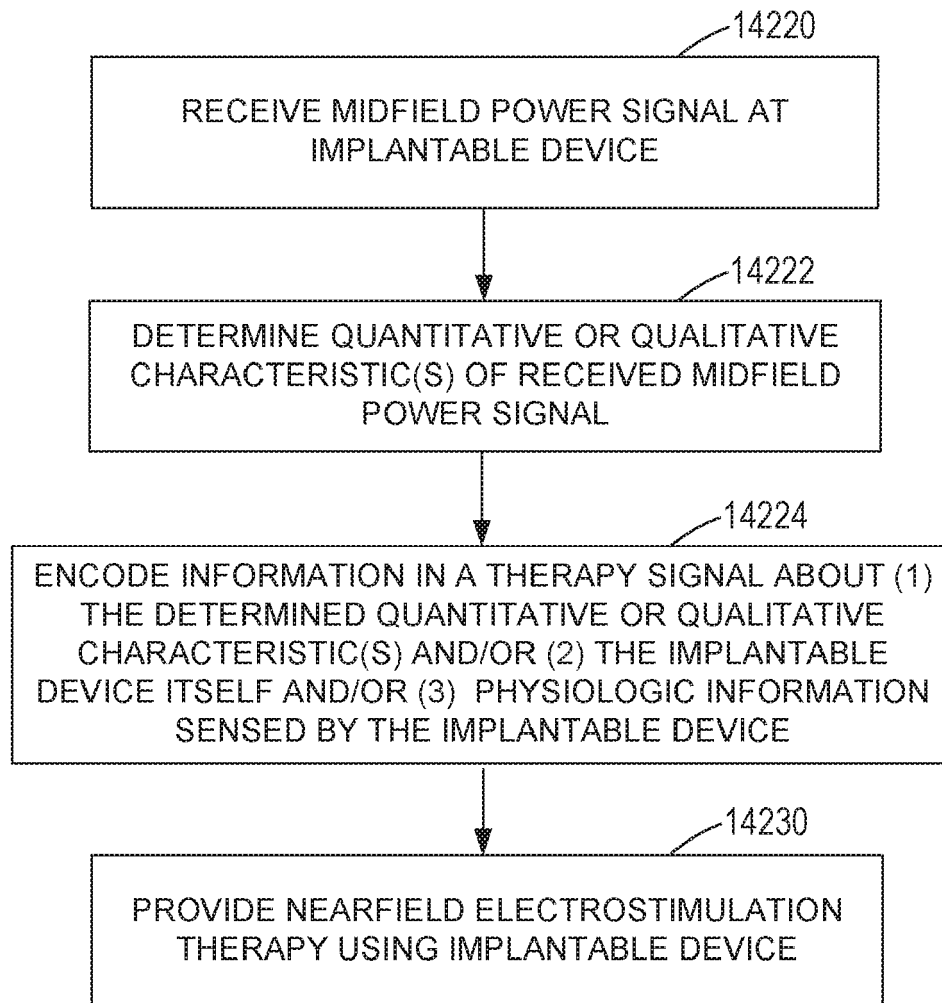 14220
RECEIVE MIDFIELD POWER SIGNAL AT
IMPLANTABLE DEVICE
14222
DETERMINE QUANTITATIVE OR QUALITATIVE
CHARACTERISTIC(S) OF RECEIVED MIDFIELD
POWER SIGNAL
14224
ENCODE INFORMATION IN A THERAPY SIGNAL ABOUT (1)
THE DETERMINED QUANTITATIVE OR QUALITATIVE
CHARACTERISTIC(S) AND/OR (2) THE IMPLANTABLE
DEVICE ITSELF AND/OR (3) PHYSIOLOGIC INFORMATION
SENSED BY THE IMPLANTABLE DEVICE
14230
PROVIDE NEARFIELD ELECTROSTIMULATION
THERAPY USING IMPLANTABLE DEVICE